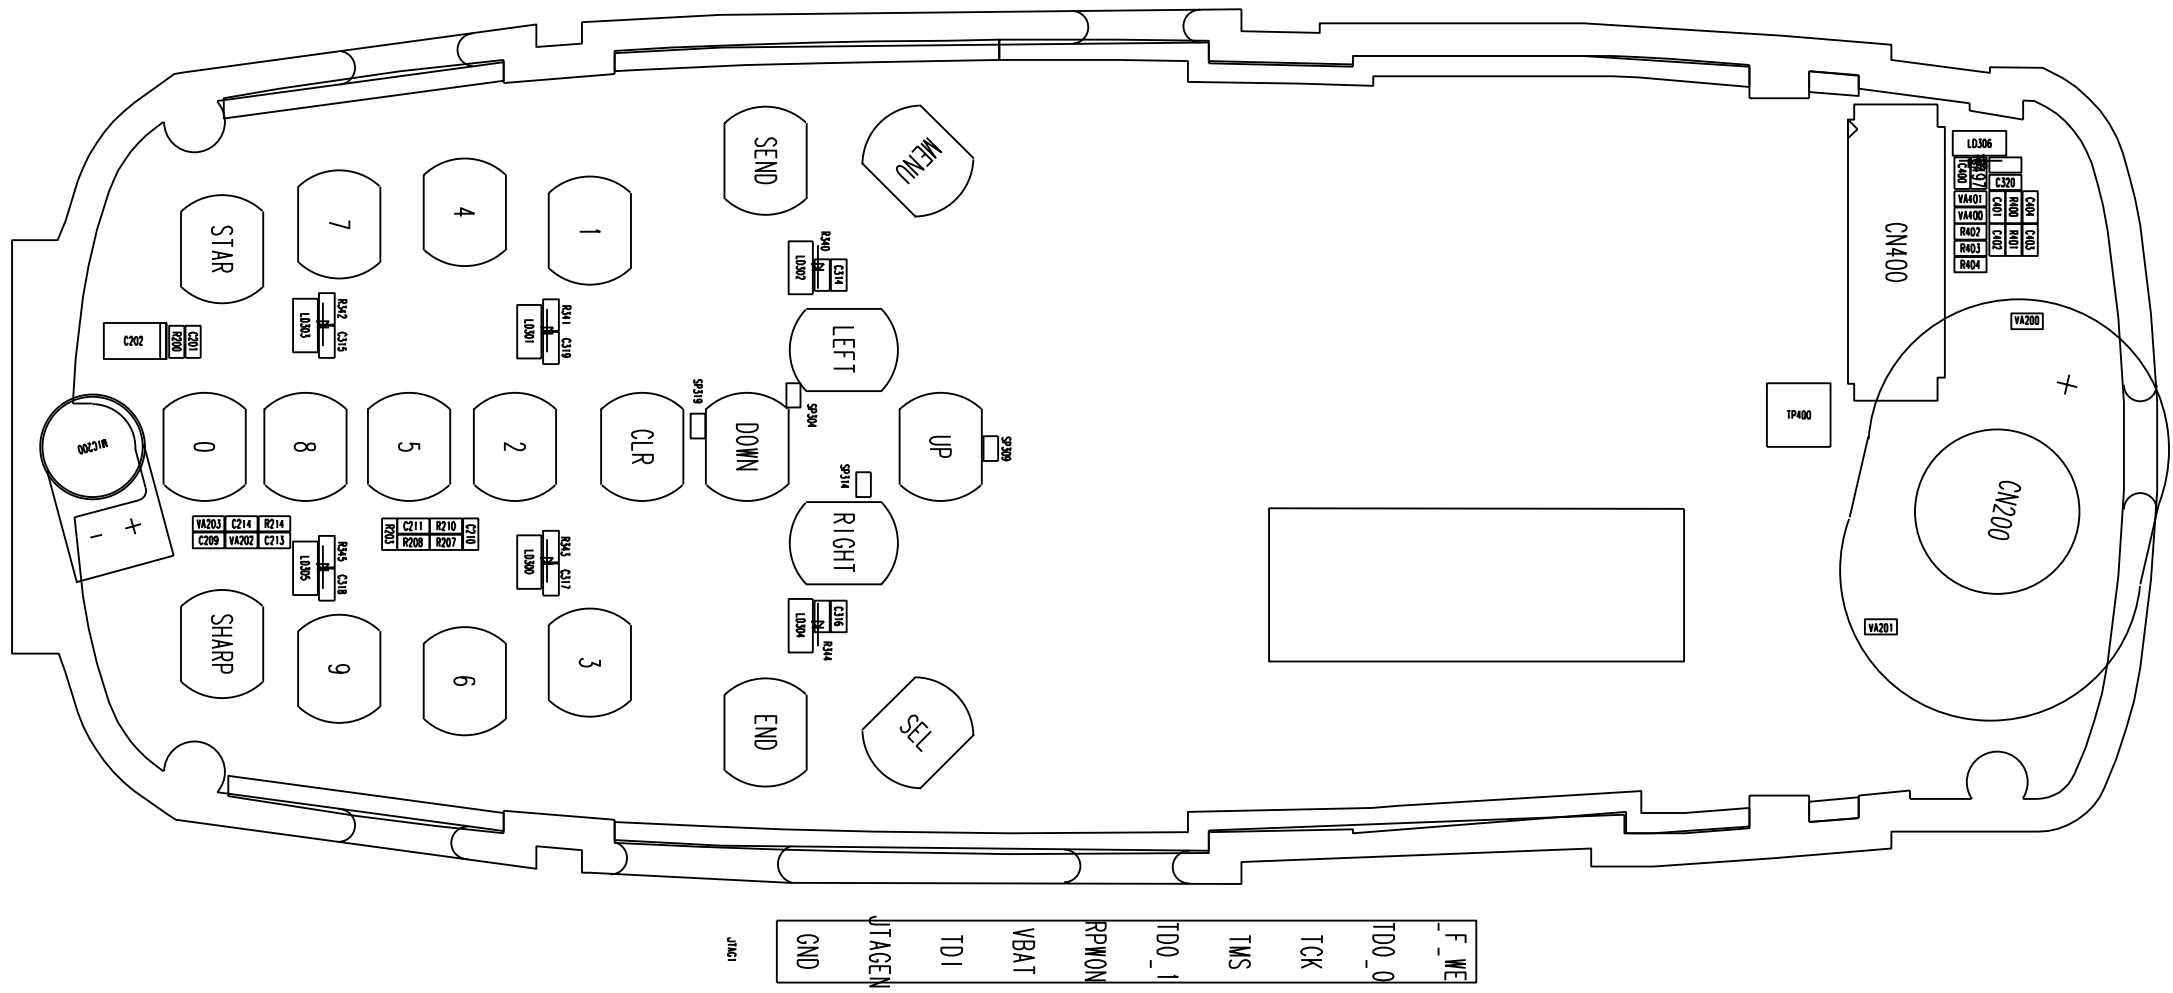 SEND
MENU
STAR
7
4
1
LD306
C400
C320
VA401
VA400
R402
R403
R404
C401
R400
C404
C402
R401
C403
CN400
R340
LD302
C314
LEFT
R342
LD303
C315
R341
LD301
C319
C202
R200
C201
VA200
+
TP400
SP319
SP304
MIC200
0
8
5
2
CLR
DOWN
UP
SP309
SP314
CN200
+
-
VA203
C214
R214
C209
VA202
C213
R203
C211
R210
C210
R208
R207
RIGHT
R345
LD305
C318
R343
LD300
C317
LD304
C316
R344
VA201
SHARP
9
6
3
END
SEL
JTAG1
GND
JTAGEN
TDI
VBAT
RPWON
TDO_1
TMS
TCK
TDO_0
_F_WE